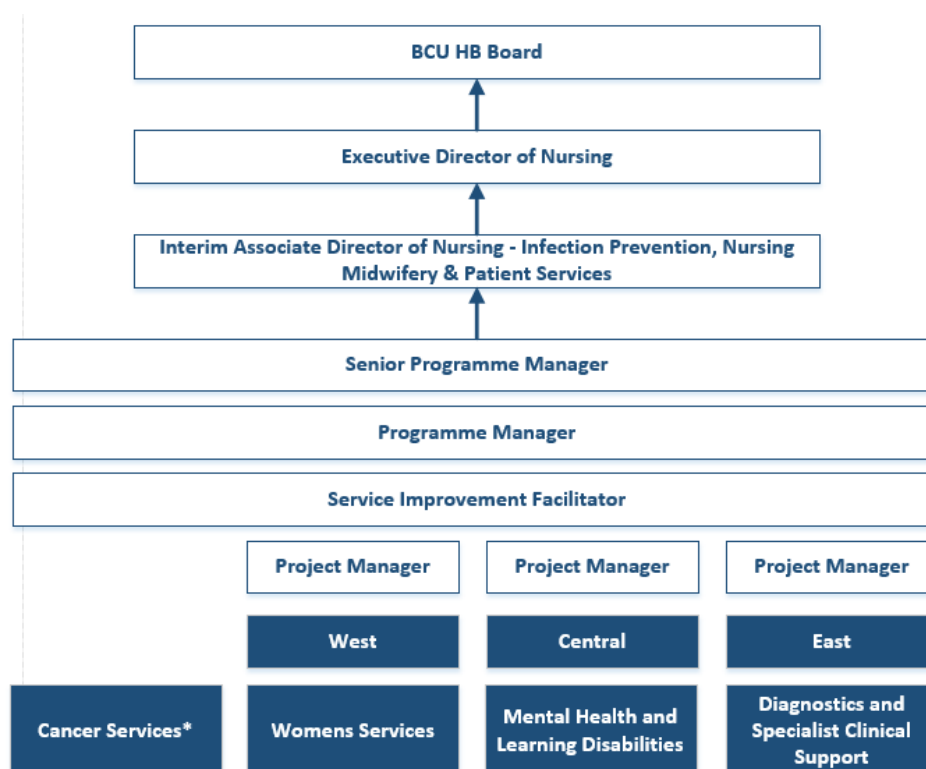 BCU HB Board
Executive Director of Nursing
Interim Associate Director of Nursing - Infection Prevention, Nursing
Midwifery & Patient Services
Senior Programme Manager
Programme Manager
Service Improvement Facilitator
Project Manager
Project Manager
Project Manager
West
Central
East
Cancer Services*
Womens Services
Mental Health and
Learning Disabilities
Diagnostics and
Specialist Clinical
Support